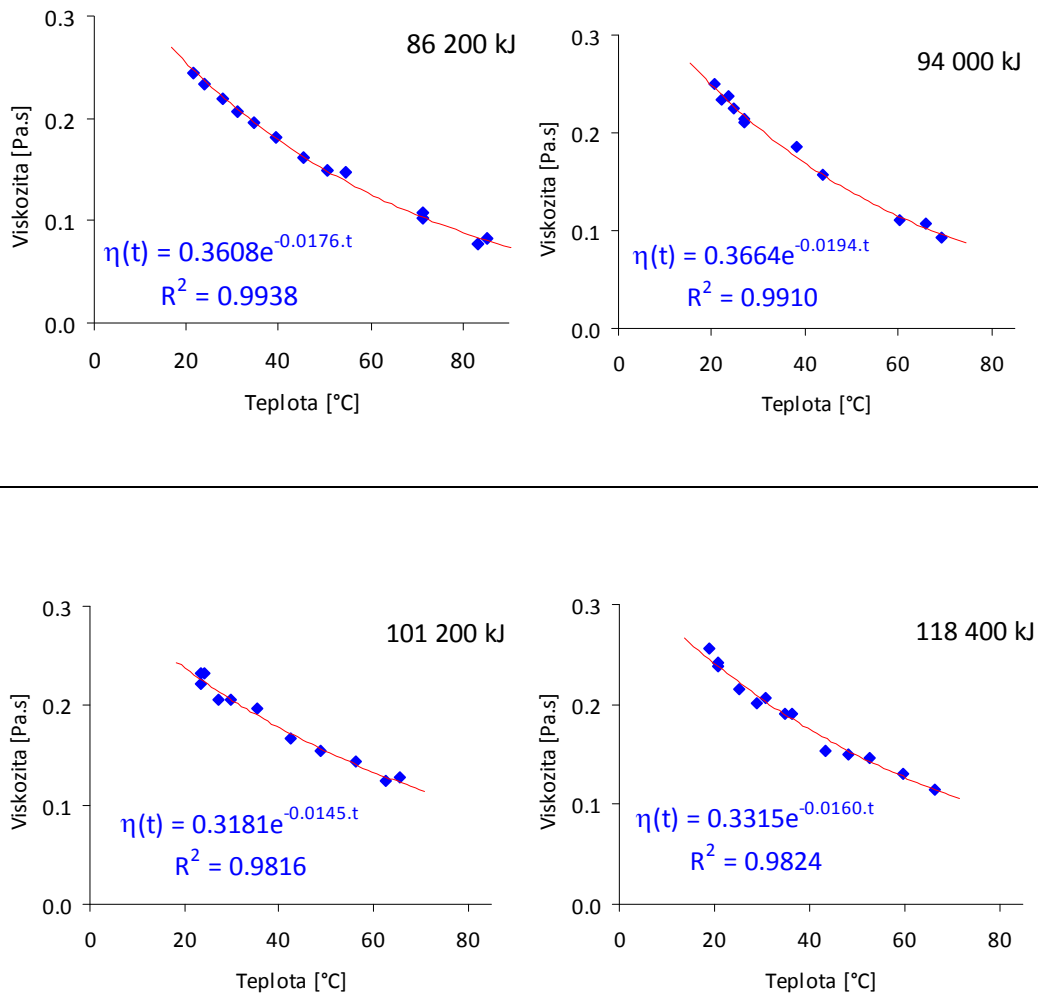 86 200 kJ
0.3
0.2
0.1
0.0
Viskozita [Pa.s]
η(t) = 0.3608e^-0.0176.t
R² = 0.9938
0 20 40 60 80
Teplota [°C]
94 000 kJ
0.3
0.2
0.1
0.0
Viskozita [Pa.s]
η(t) = 0.3664e^-0.0194.t
R² = 0.9910
0 20 40 60 80
Teplota [°C]
101 200 kJ
0.3
0.2
0.1
0.0
Viskozita [Pa.s]
η(t) = 0.3181e^-0.0145.t
R² = 0.9816
0 20 40 60 80
Teplota [°C]
118 400 kJ
0.3
0.2
0.1
0.0
Viskozita [Pa.s]
η(t) = 0.3315e^-0.0160.t
R² = 0.9824
0 20 40 60 80
Teplota [°C]